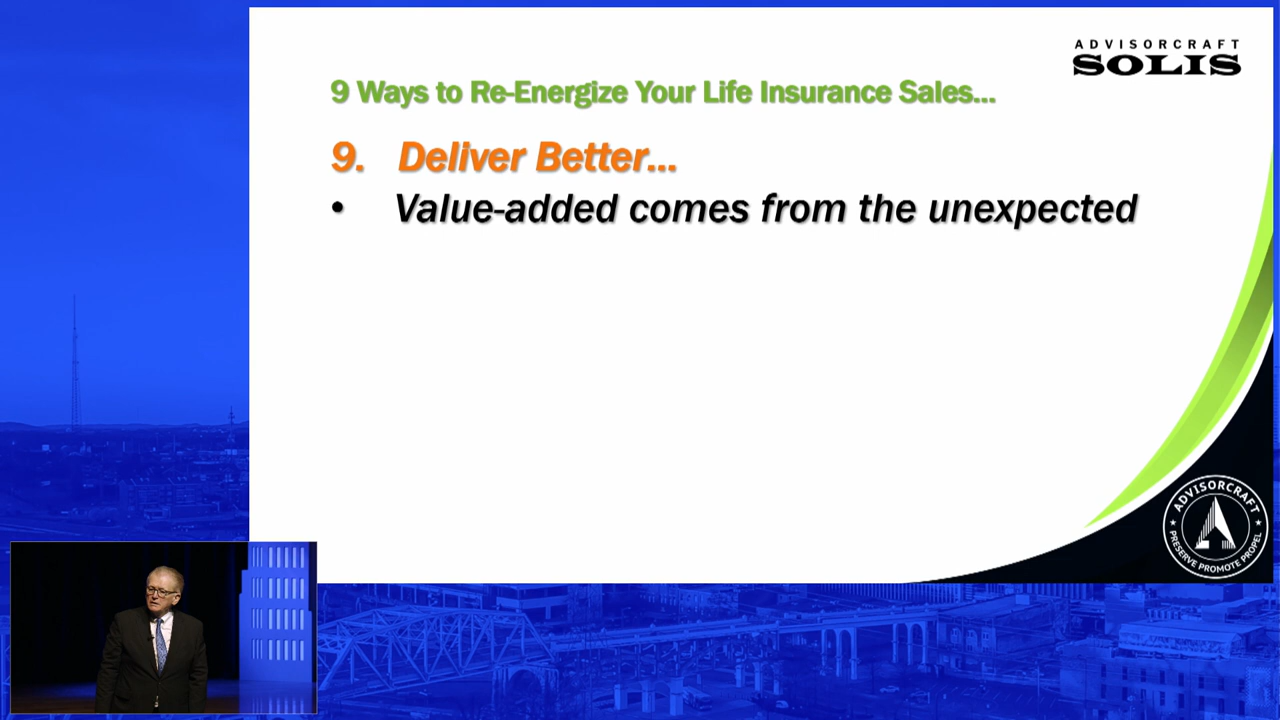 ADVISORCRAFT
SOLIS
9 Ways to Re-Energize Your Life Insurance Sales...
9. Deliver Better...
• Value-added comes from the unexpected
ADVISORCRAFT
PRESERVE PROMOTE PROPEL